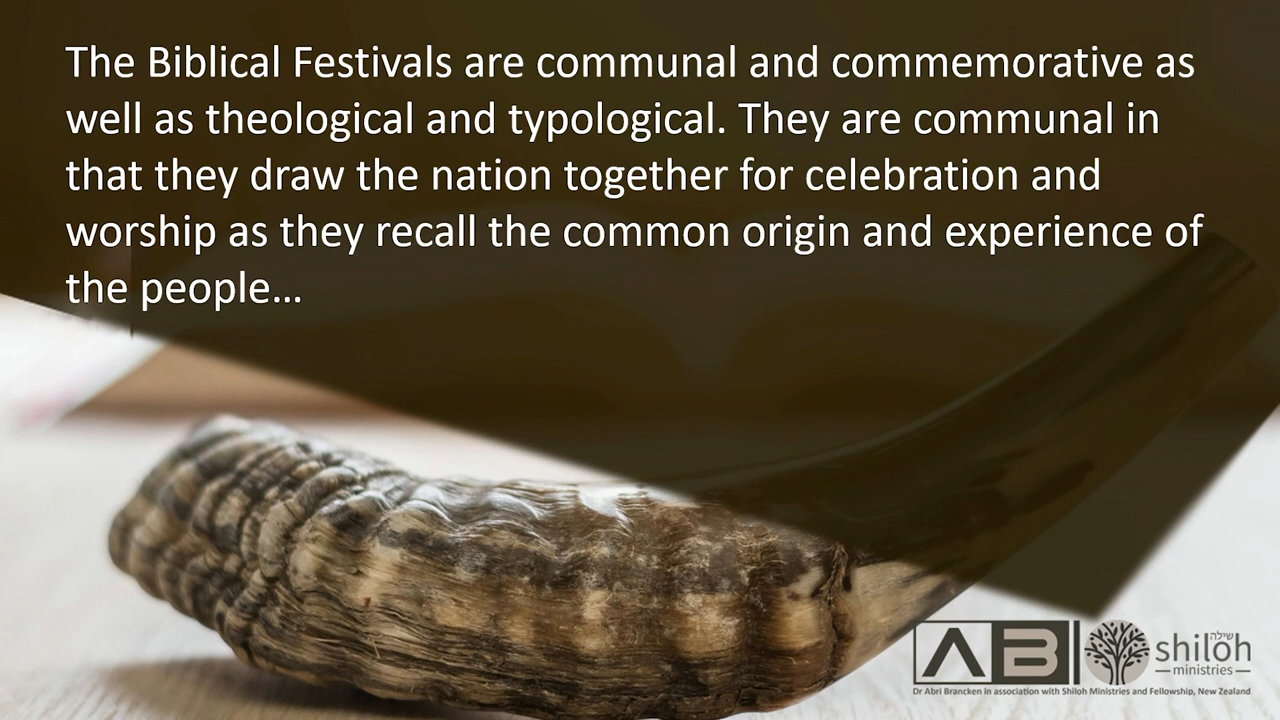 The Biblical Festivals are communal and commemorative as
well as theological and typological. They are communal in
that they draw the nation together for celebration and
worship as they recall the common origin and experience of
the people…
AB
שילה
shiloh
ministries
Dr Abri Brancken in association with Shiloh Ministries and Fellowship, New Zealand